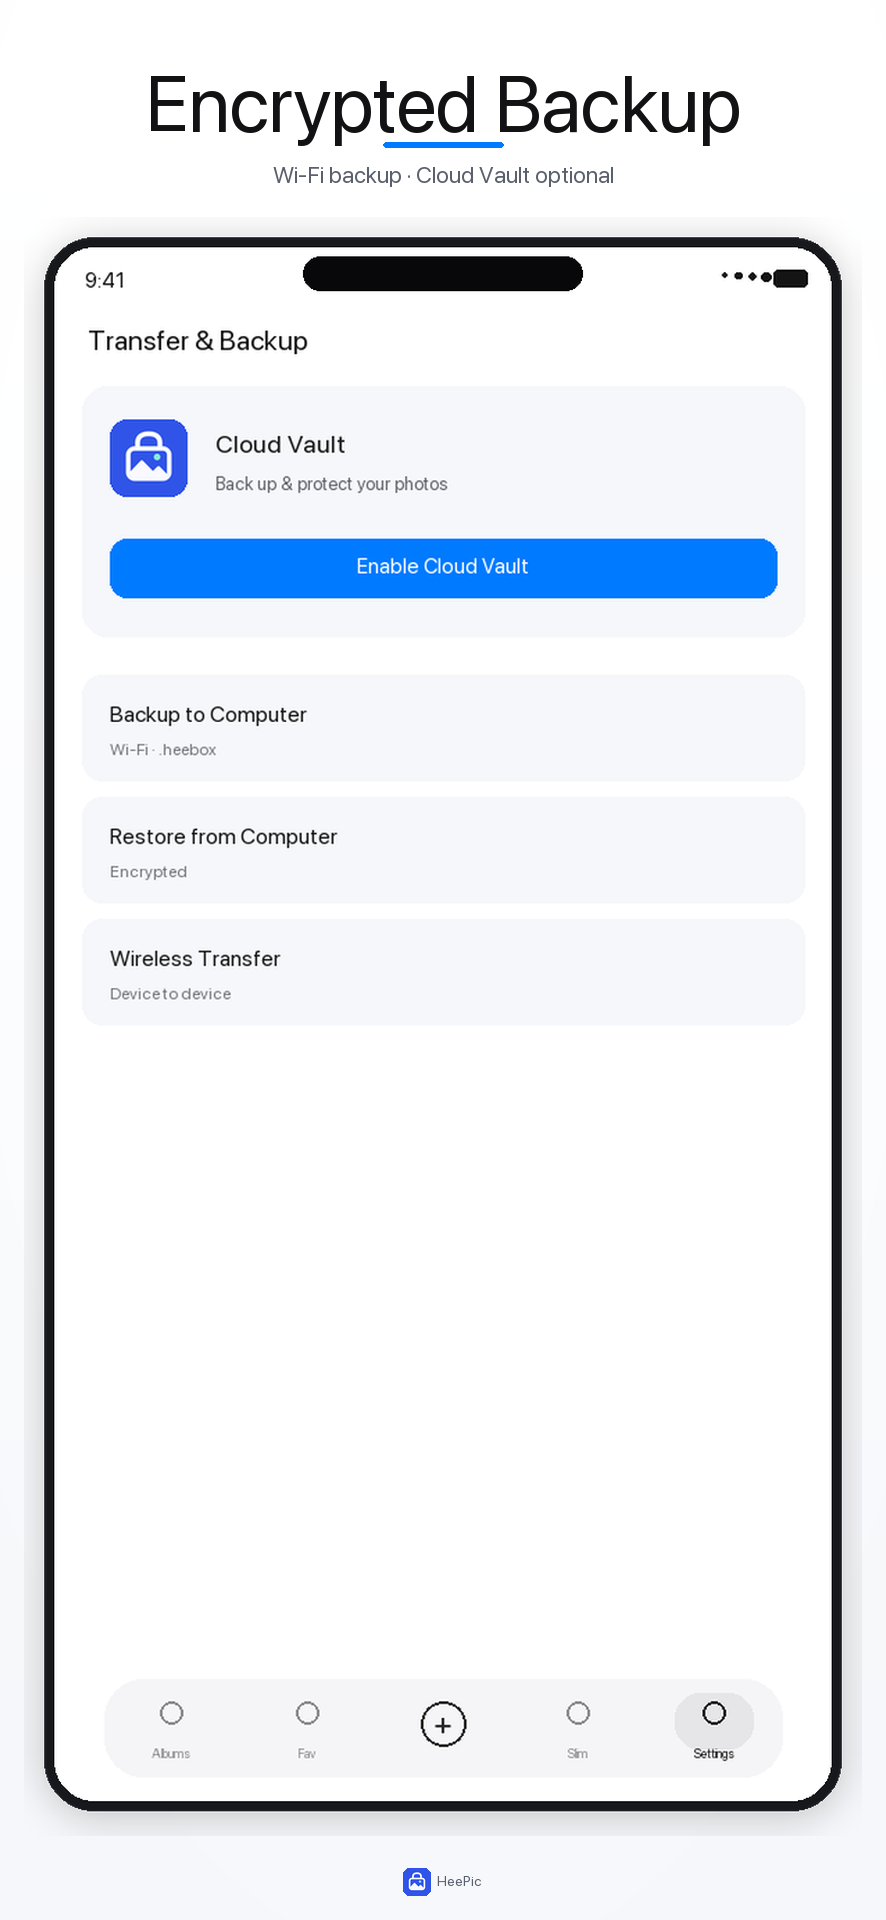 Encrypted Backup
Wi-Fi backup · Cloud Vault optional
9:41
Transfer & Backup
Cloud Vault
Back up & protect your photos
Enable Cloud Vault
Backup to Computer
Wi-Fi · .heebox
Restore from Computer
Encrypted
Wireless Transfer
Device to device
Albums
Fav
+
Slim
Settings
HeePic